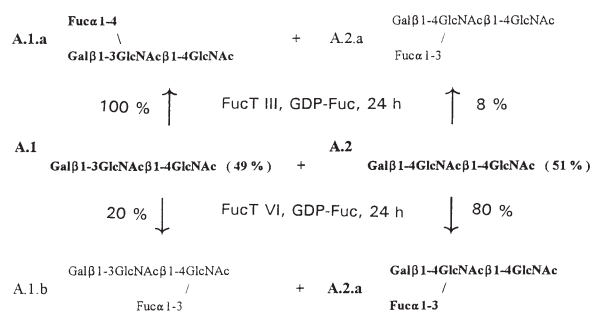 Fucα1-4
A.1.a \ + A.2.a Galβ1-4GlcNAcβ1-4GlcNAc
Galβ1-3GlcNAcβ1-4GlcNAc Fucα1-3 /
100 % ↑ FucT III, GDP-Fuc, 24 h ↑ 8 %
A.1 A.2
Galβ1-3GlcNAcβ1-4GlcNAc (49%) + Galβ1-4GlcNAcβ1-4GlcNAc (51%)
20 % ↓ FucT VI, GDP-Fuc, 24 h ↓ 80 %
Galβ1-3GlcNAcβ1-4GlcNAc Galβ1-4GlcNAcβ1-4GlcNAc
A.1.b / + A.2.a /
Fucα1-3 Fucα1-3